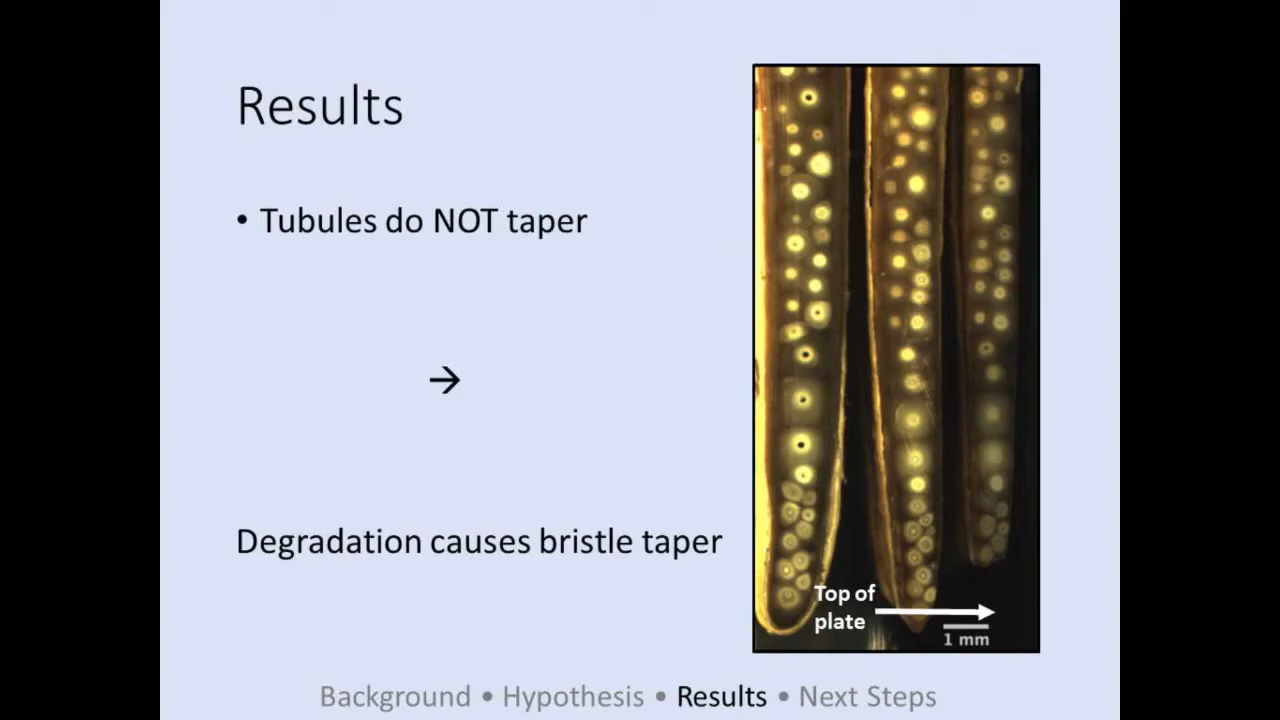 Results
• Tubules do NOT taper
→
Degradation causes bristle taper
Top of
plate
1 mm
Background • Hypothesis • Results • Next Steps